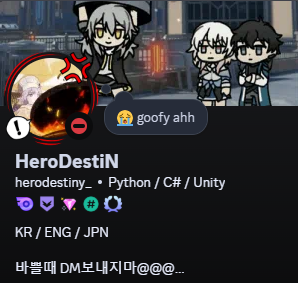 😭 goofy ahh
HeroDestiN
herodestiny_ • Python / C# / Unity
KR / ENG / JPN
바쁠때 DM보내지마@@@...